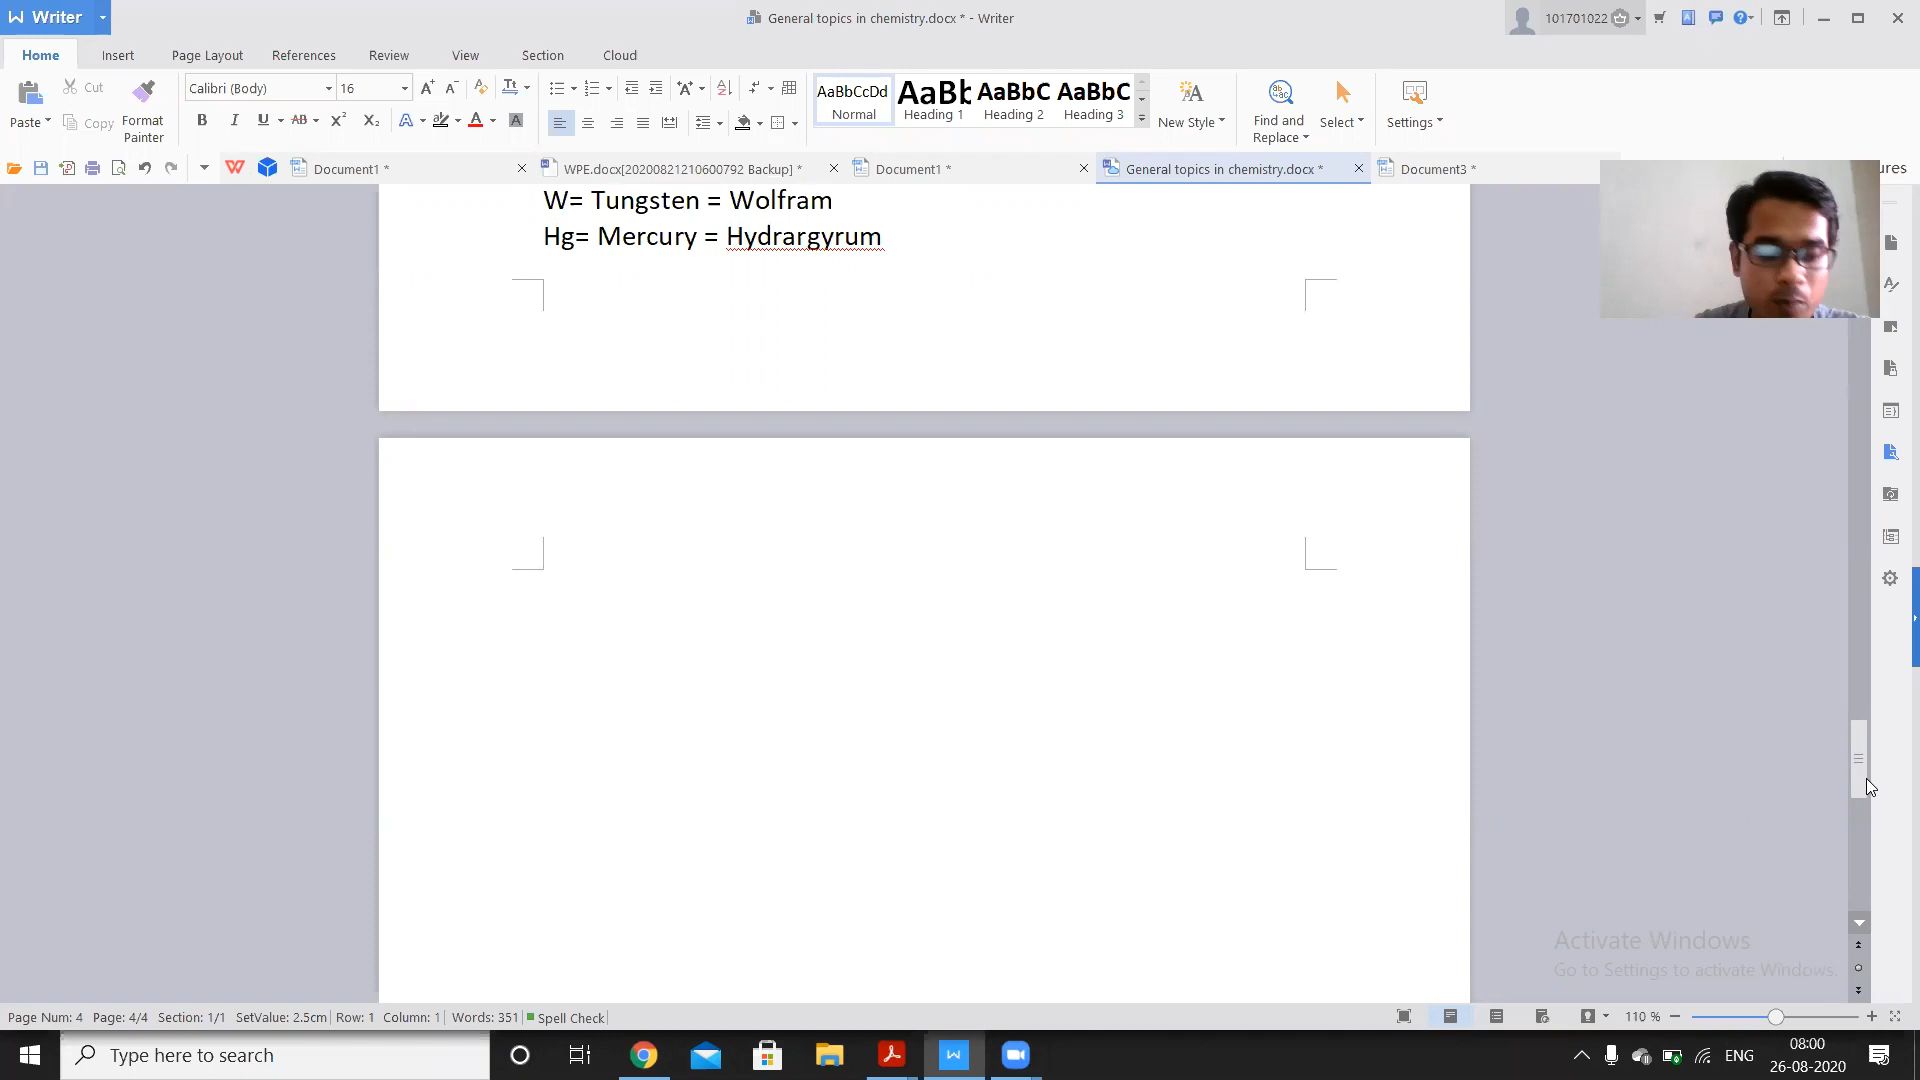 Writer
General topics in chemistry.docx * - Writer
101701022
Home Insert Page Layout References Review View Section Cloud
Paste Cut Copy Format Painter
Calibri (Body) 16
AaBbCcDd Normal
AaBb Heading 1
AaBbC Heading 2
AaBbC Heading 3
New Style
Find and Replace
Select
Settings
Document1 *
WPE.docx[20200821210600792 Backup] *
Document1 *
General topics in chemistry.docx *
Document3 *
ures
W= Tungsten = Wolfram
Hg= Mercury = Hydrargyrum
Activate Windows
Go to Settings to activate Windows.
Page Num: 4 Page: 4/4 Section: 1/1 SetValue: 2.5cm Row: 1 Column: 1 Words: 351 Spell Check
110 %
Type here to search
ENG
08:00
26-08-2020